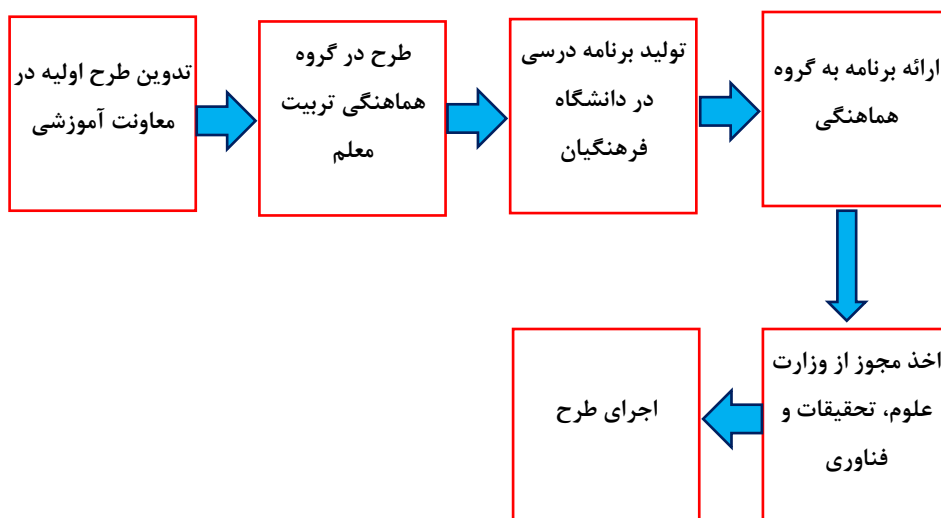 تدوین طرح اولیه در
معاونت آموزشی
طرح در گروه
هماهنگی تربیت
معلم
تولید برنامه درسی
در دانشگاه
فرهنگیان
ارائه برنامه به گروه
هماهنگی
اخذ مجوز از وزارت
علوم، تحقیقات و
فناوری
اجرای طرح